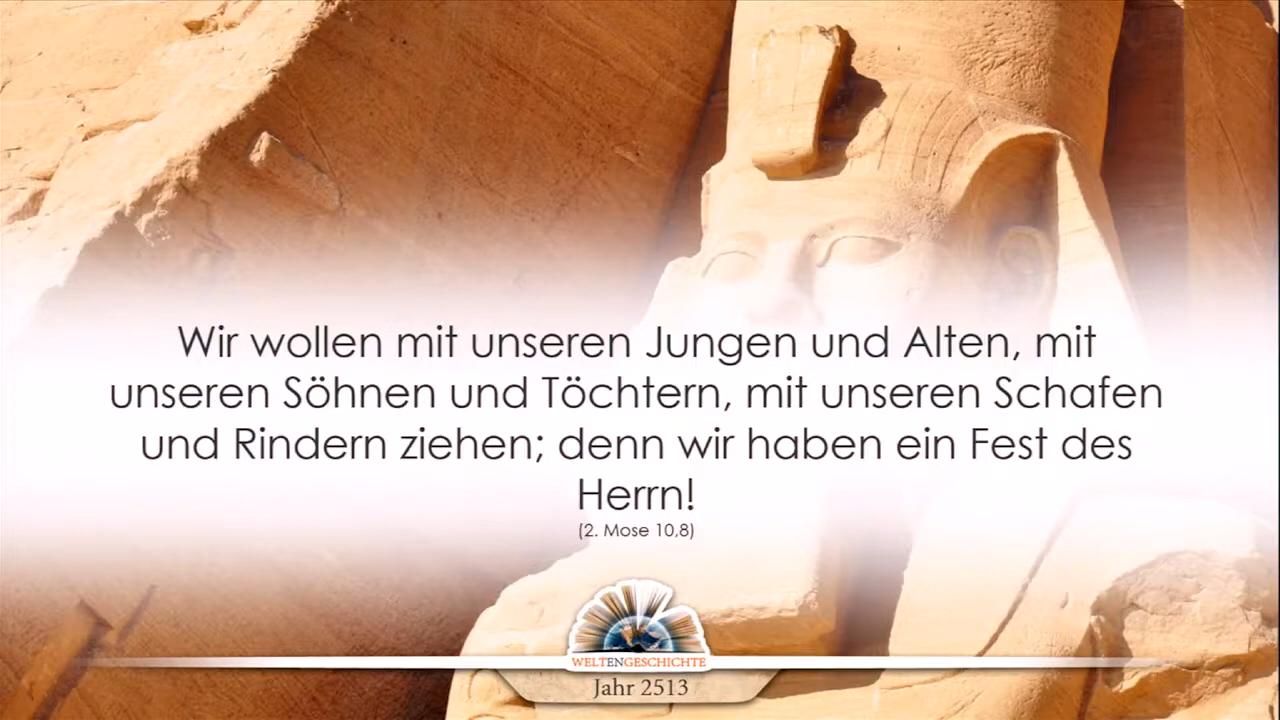 Wir wollen mit unseren Jungen und Alten, mit
unseren Söhnen und Töchtern, mit unseren Schafen
und Rindern ziehen; denn wir haben ein Fest des
Herrn!
(2. Mose 10,8)
WELTENGESCHICHTE
Jahr 2513